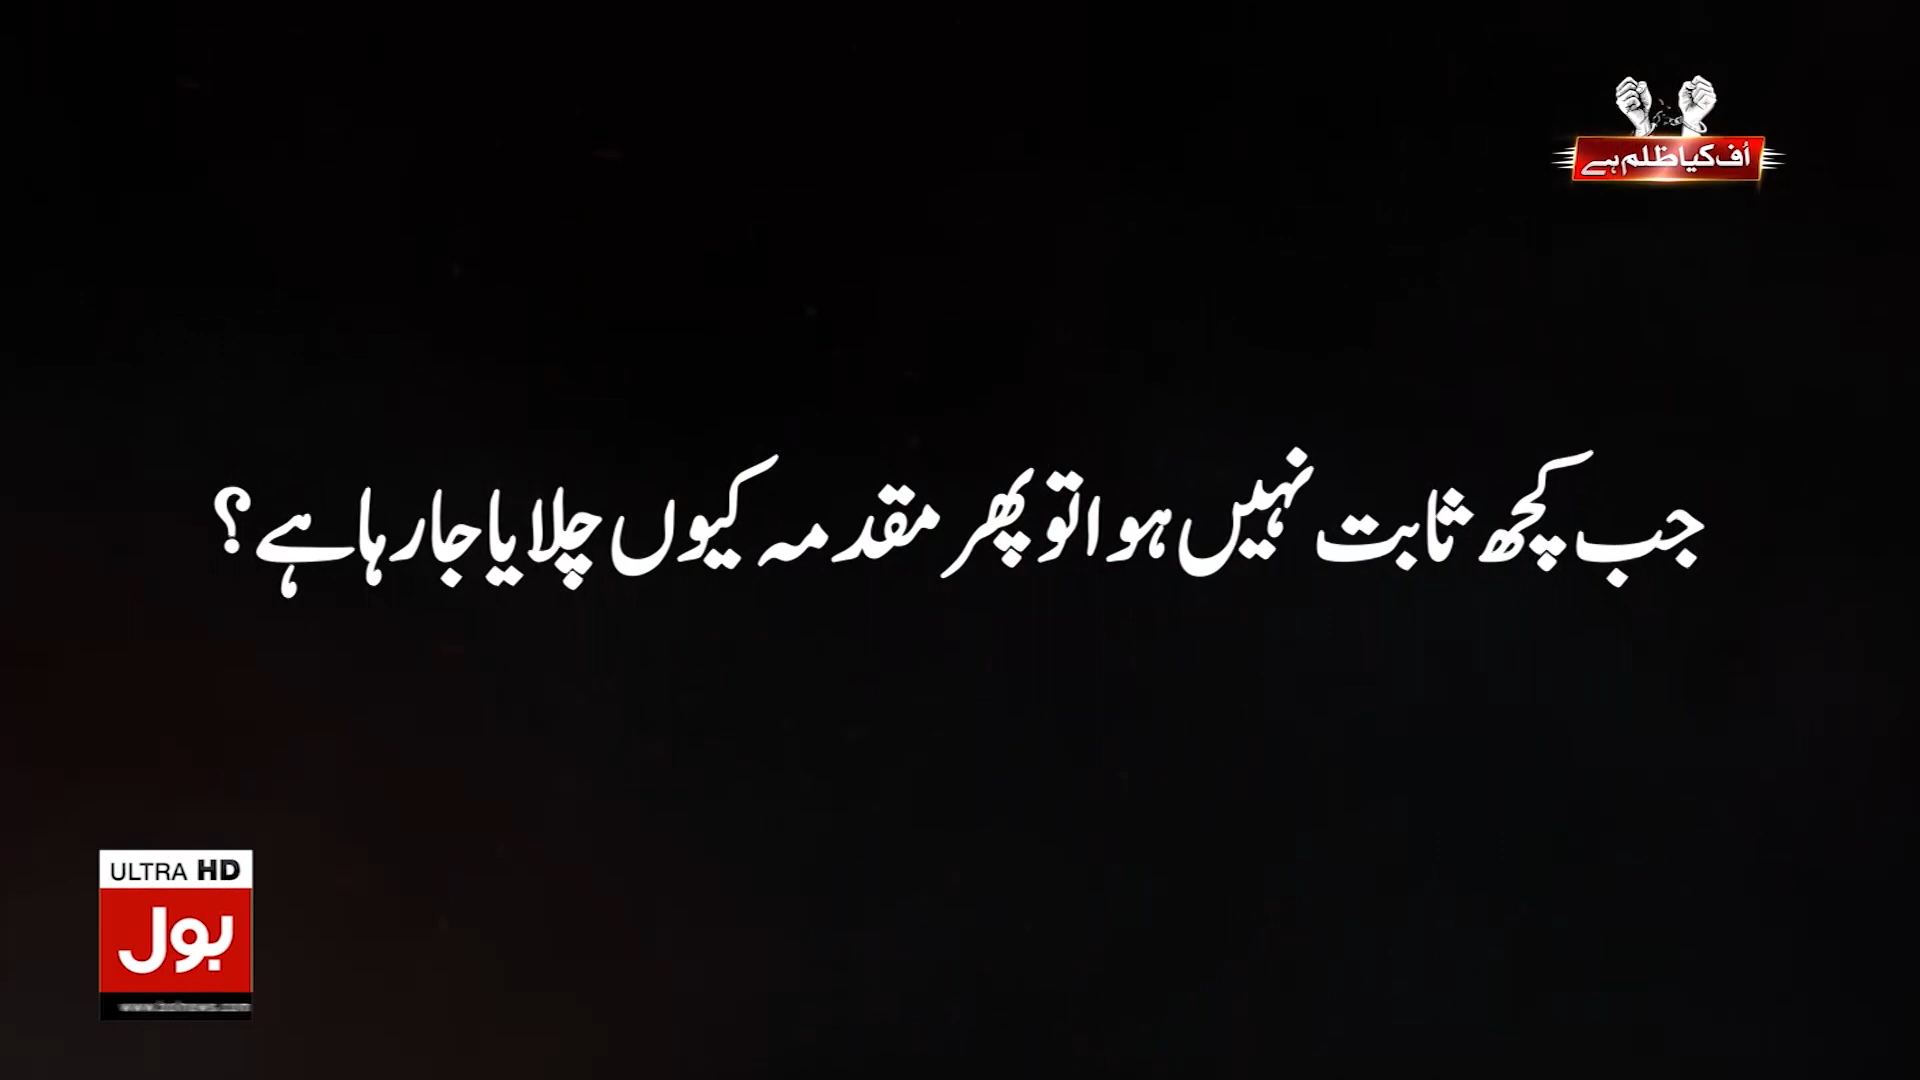 اُف کیا ظلم ہے
جب کچھ ثابت نہیں ہوا تو پھر مقدمہ کیوں چلایا جا رہا ہے؟
ULTRA HD
بول